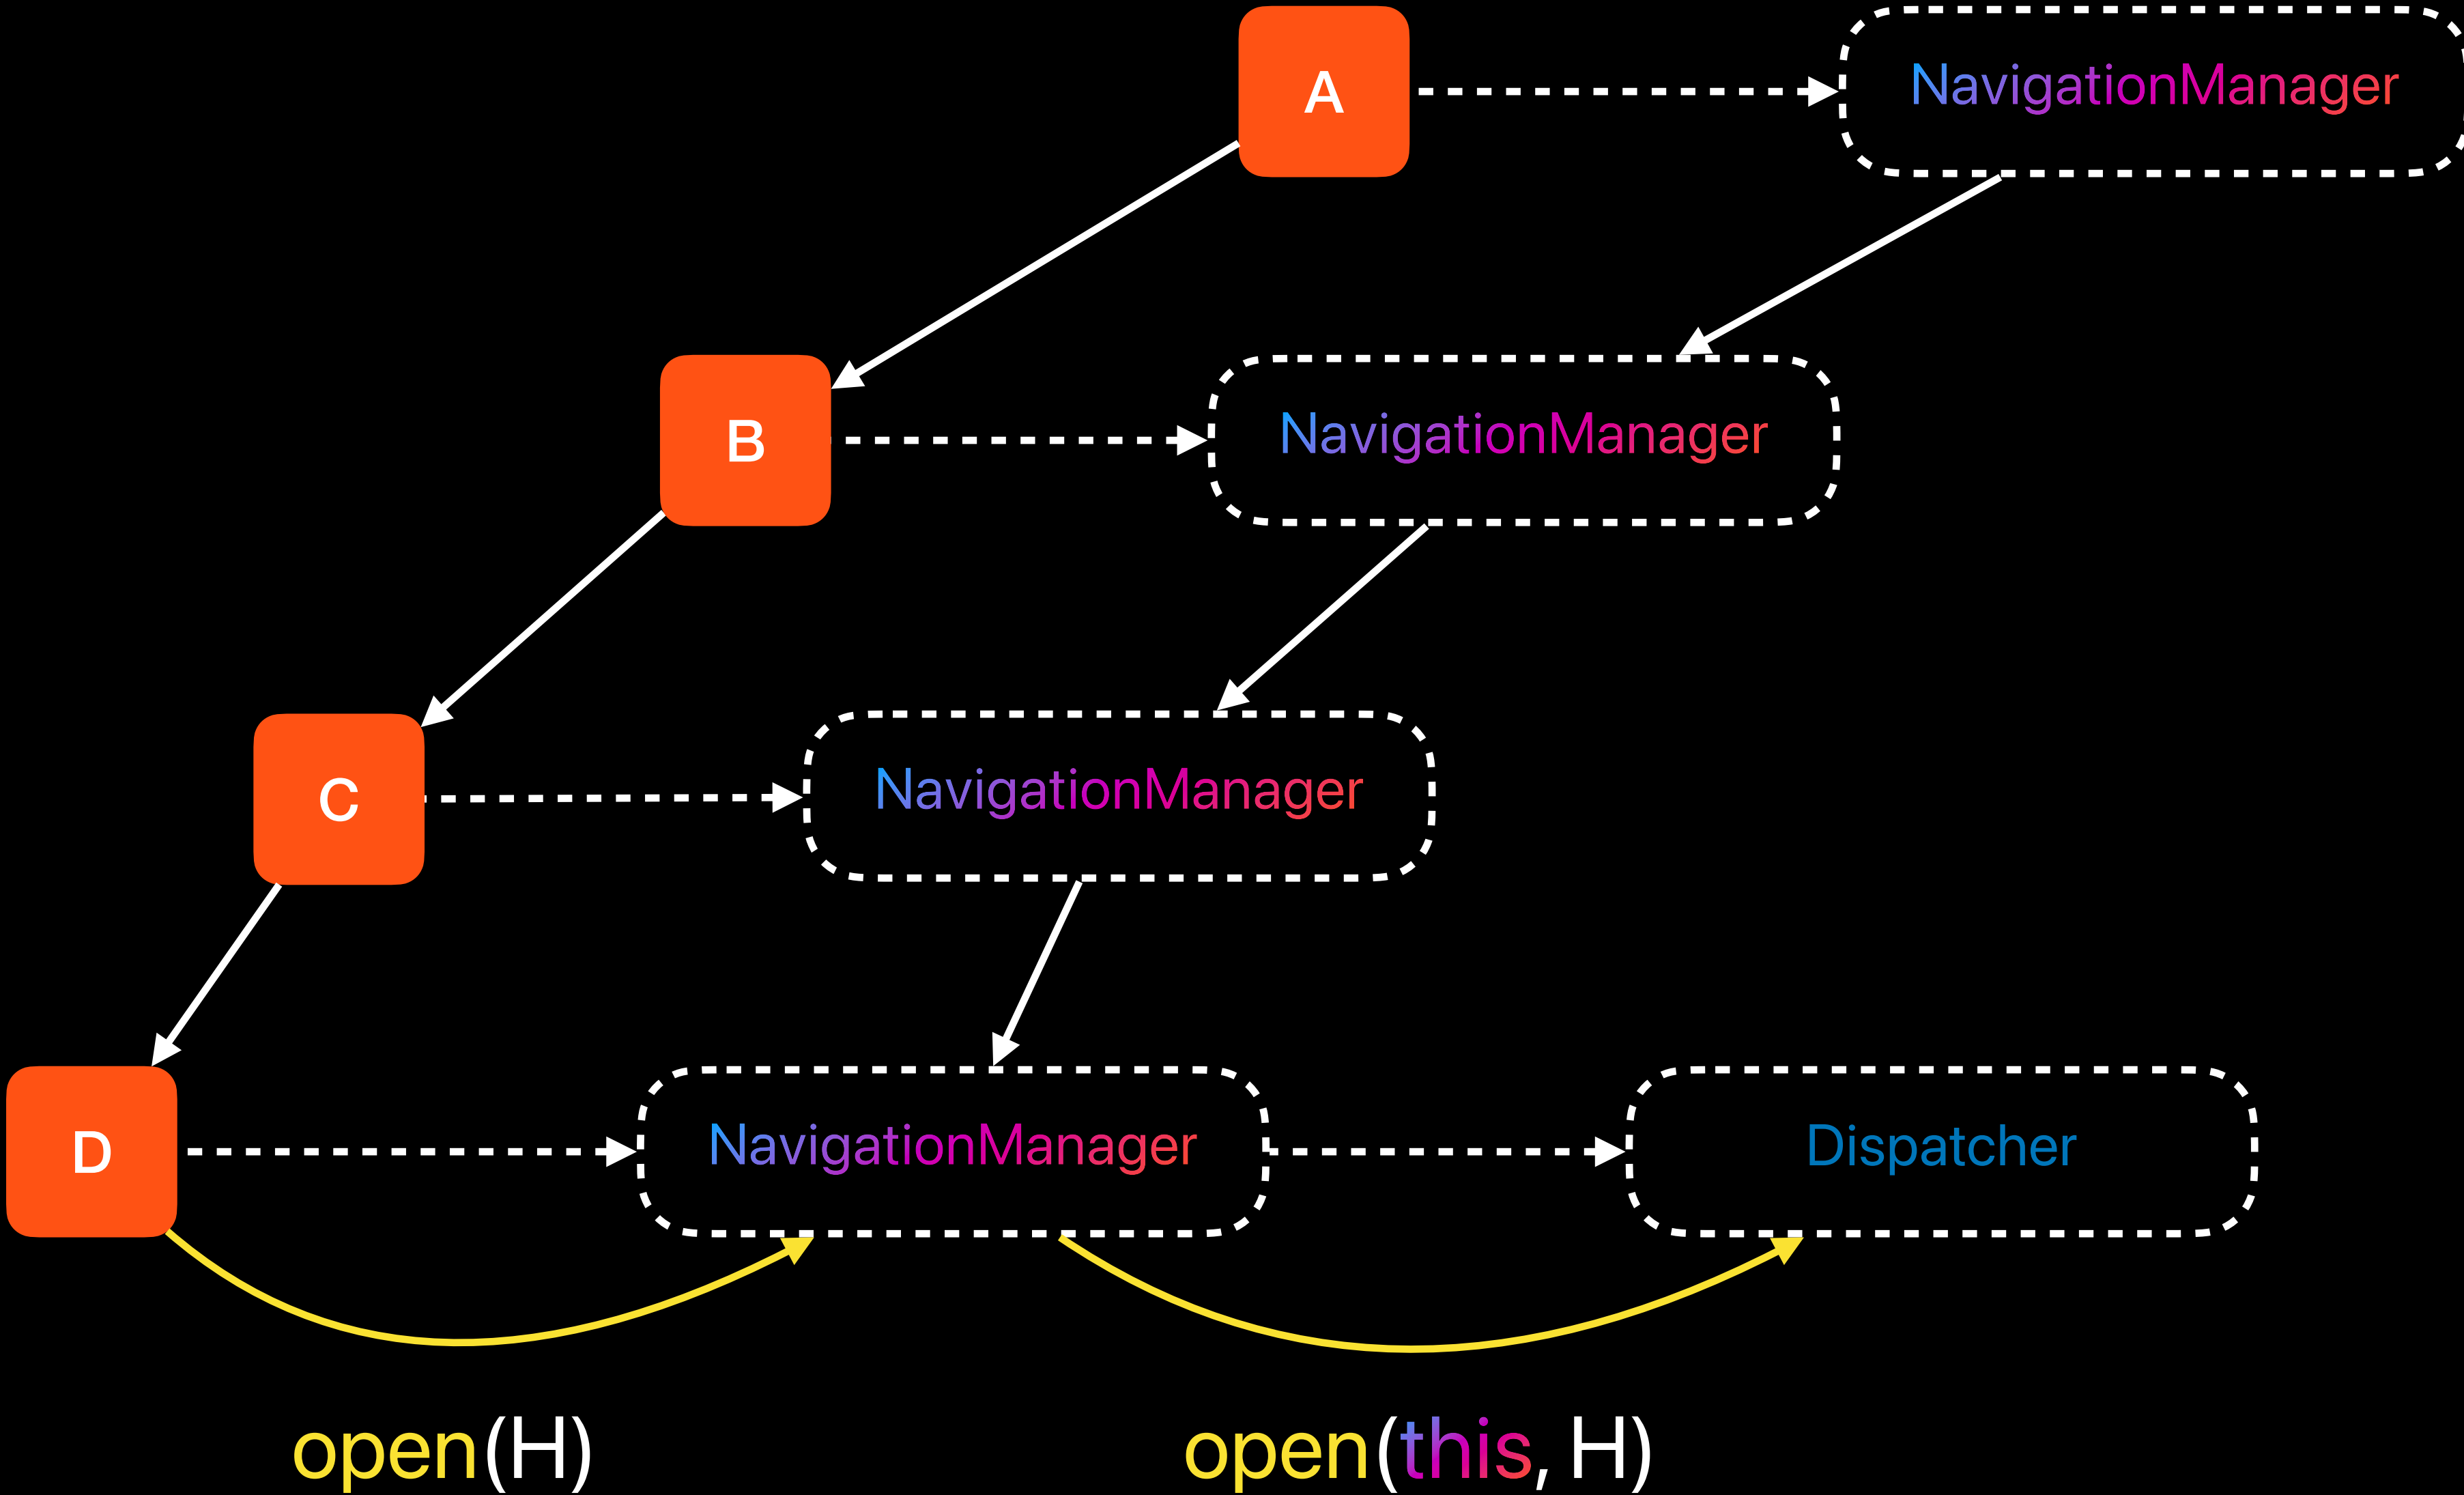 A
NavigationManager
B
NavigationManager
C
NavigationManager
D
NavigationManager
Dispatcher
open(H)
open(this, H)